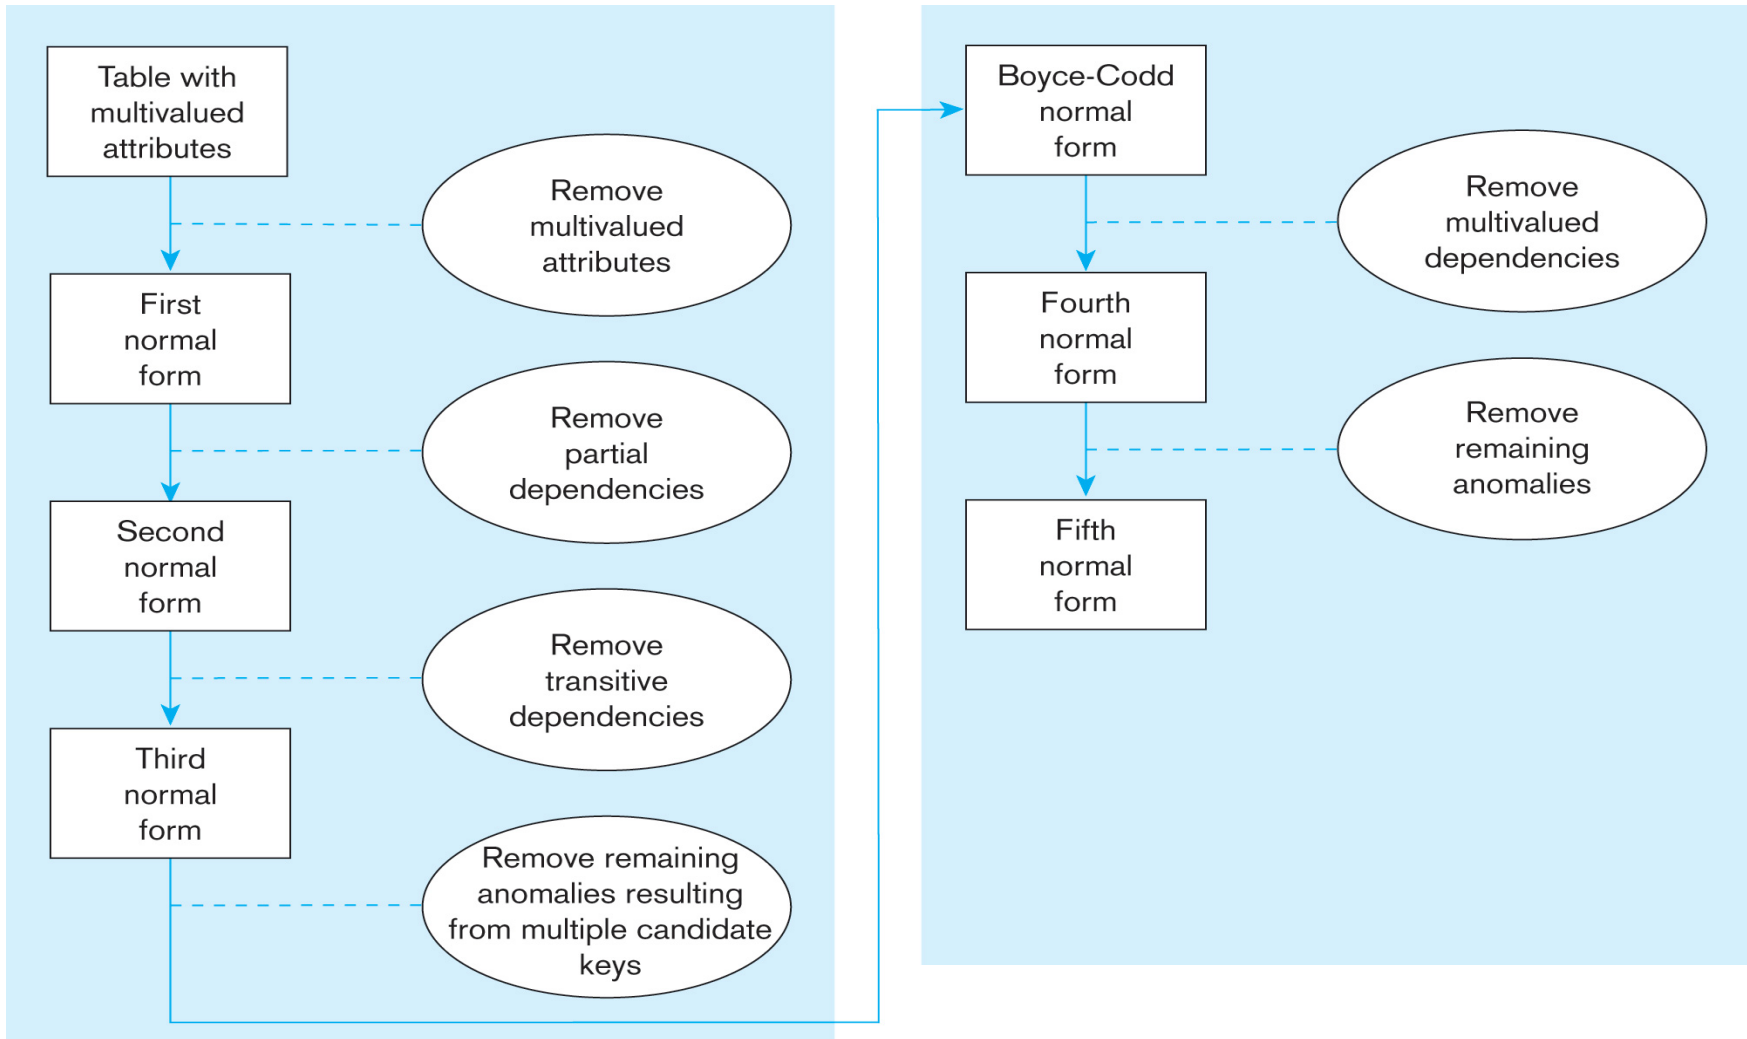 Table with
multivalued
attributes
Remove
multivalued
attributes
First
normal
form
Remove
partial
dependencies
Second
normal
form
Remove
transitive
dependencies
Third
normal
form
Remove remaining
anomalies resulting
from multiple candidate
keys
Boyce-Codd
normal
form
Remove
multivalued
dependencies
Fourth
normal
form
Remove
remaining
anomalies
Fifth
normal
form